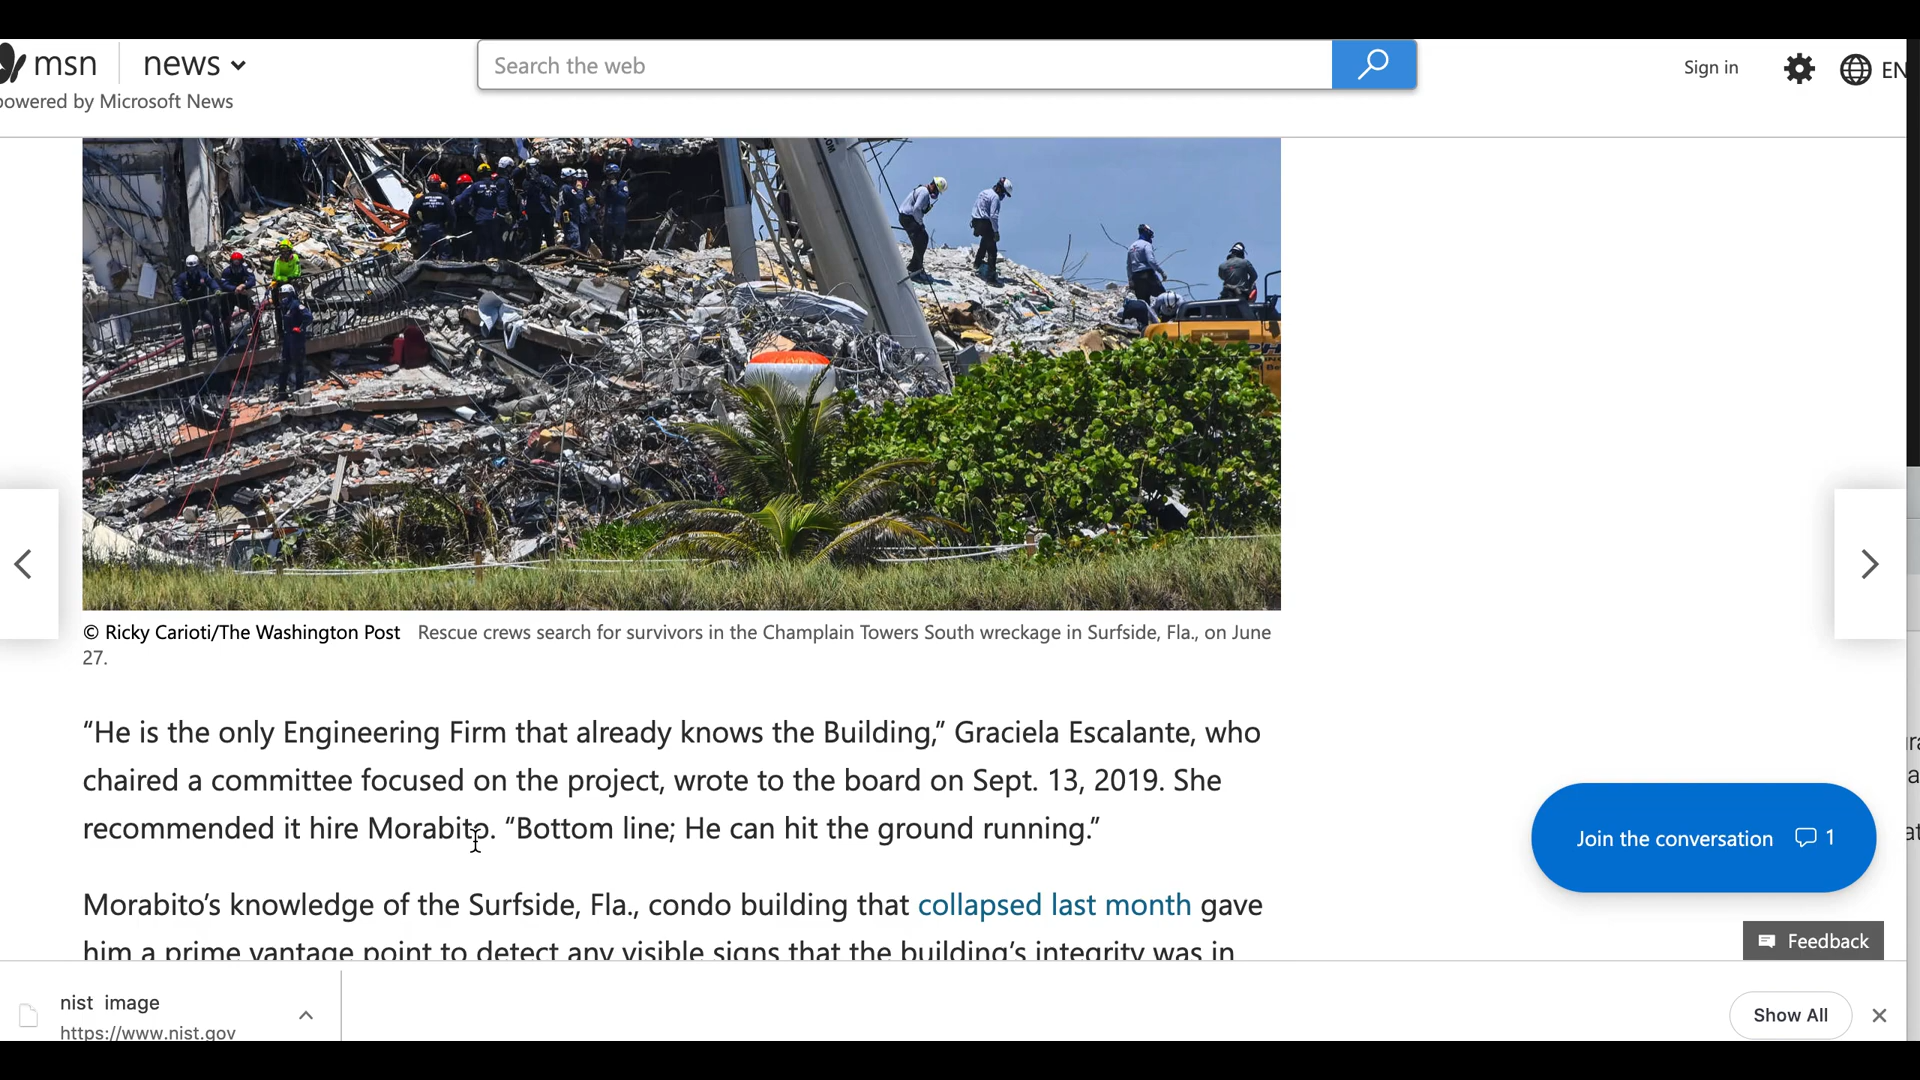 msn news
powered by Microsoft News
Search the web
Sign in
EN
© Ricky Carioti/The Washington Post Rescue crews search for survivors in the Champlain Towers South wreckage in Surfside, Fla., on June
27.
“He is the only Engineering Firm that already knows the Building,” Graciela Escalante, who
chaired a committee focused on the project, wrote to the board on Sept. 13, 2019. She
recommended it hire Morabito. “Bottom line; He can hit the ground running.”
Join the conversation 1
Morabito’s knowledge of the Surfside, Fla., condo building that collapsed last month gave
him a prime vantage point to detect any visible signs that the building’s integrity was in
Feedback
nist image
https://www.nist.gov
Show All